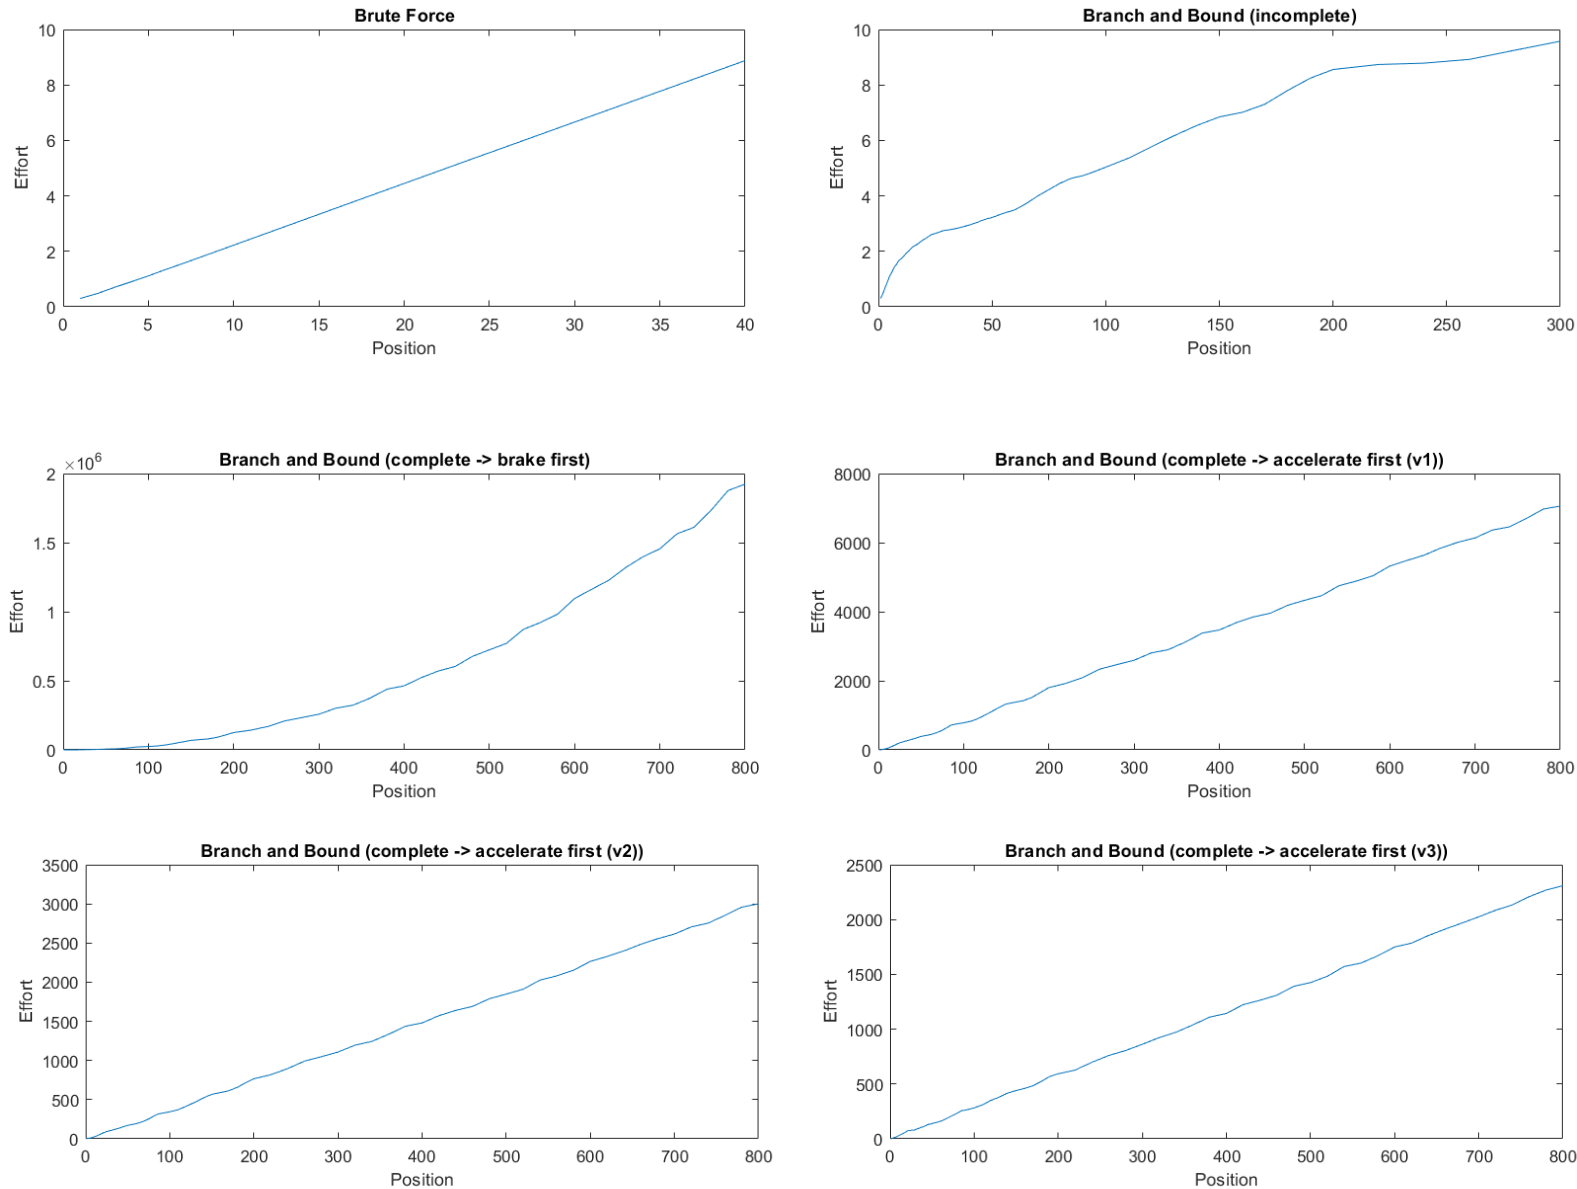 Brute Force
10
8
6
4
2
0
Effort
0 5 10 15 20 25 30 35 40
Position
Branch and Bound (incomplete)
10
8
6
4
2
0
Effort
0 50 100 150 200 250 300
Position
Branch and Bound (complete -> brake first)
×10⁶
2
1.5
1
0.5
0
Effort
0 100 200 300 400 500 600 700 800
Position
Branch and Bound (complete -> accelerate first (v1))
8000
6000
4000
2000
0
Effort
0 100 200 300 400 500 600 700 800
Position
Branch and Bound (complete -> accelerate first (v2))
3500
3000
2500
2000
1500
1000
500
0
Effort
0 100 200 300 400 500 600 700 800
Position
Branch and Bound (complete -> accelerate first (v3))
2500
2000
1500
1000
500
0
Effort
0 100 200 300 400 500 600 700 800
Position